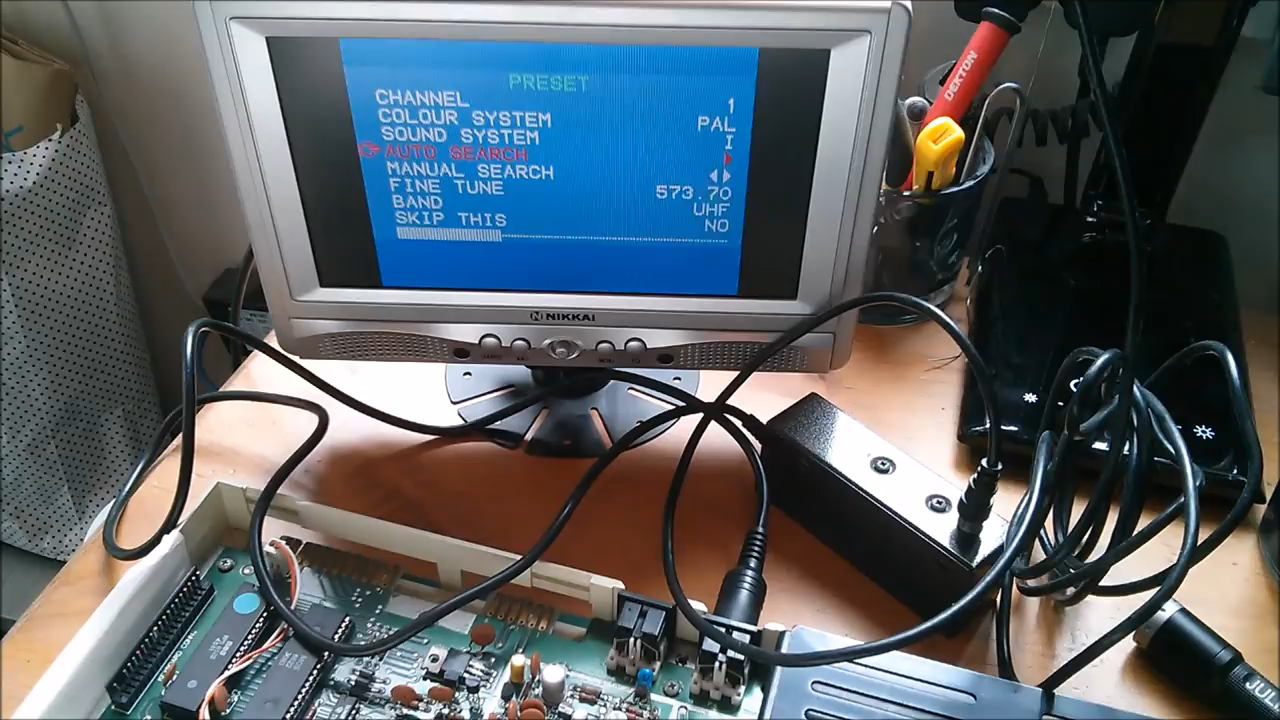 PRESET
CHANNEL 1
COLOUR SYSTEM PAL
SOUND SYSTEM I
AUTO SEARCH
MANUAL SEARCH
FINE TUNE 573.70
BAND UHF
SKIP THIS NO
NIKKAI
DEKTON